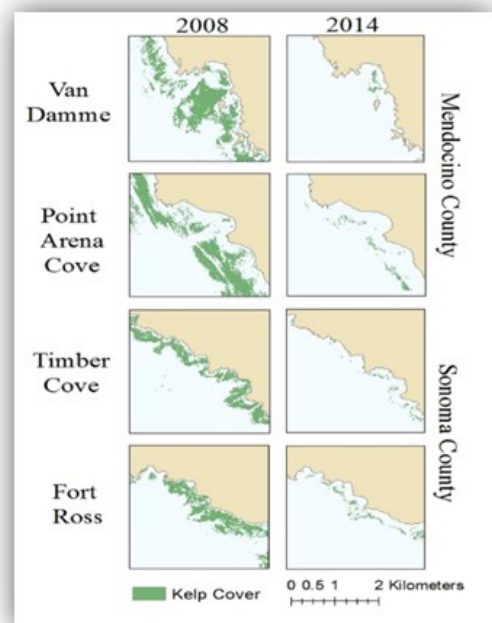 2008 2014
Van
Damme
Point
Arena
Cove
Mendocino County
Timber
Cove
Fort
Ross
Sonoma County
Kelp Cover
0 0.5 1 2 Kilometers